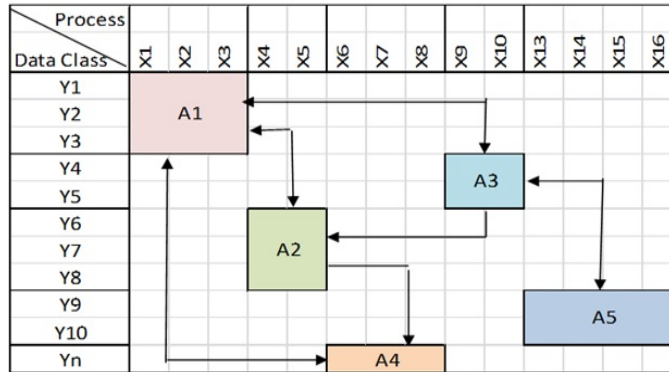 Process
Data Class X1 X2 X3 X4 X5 X6 X7 X8 X9 X10 X13 X14 X15 X16
Y1
Y2 A1
Y3
Y4 A3
Y5
Y6
Y7 A2
Y8
Y9 A5
Y10
Yn A4